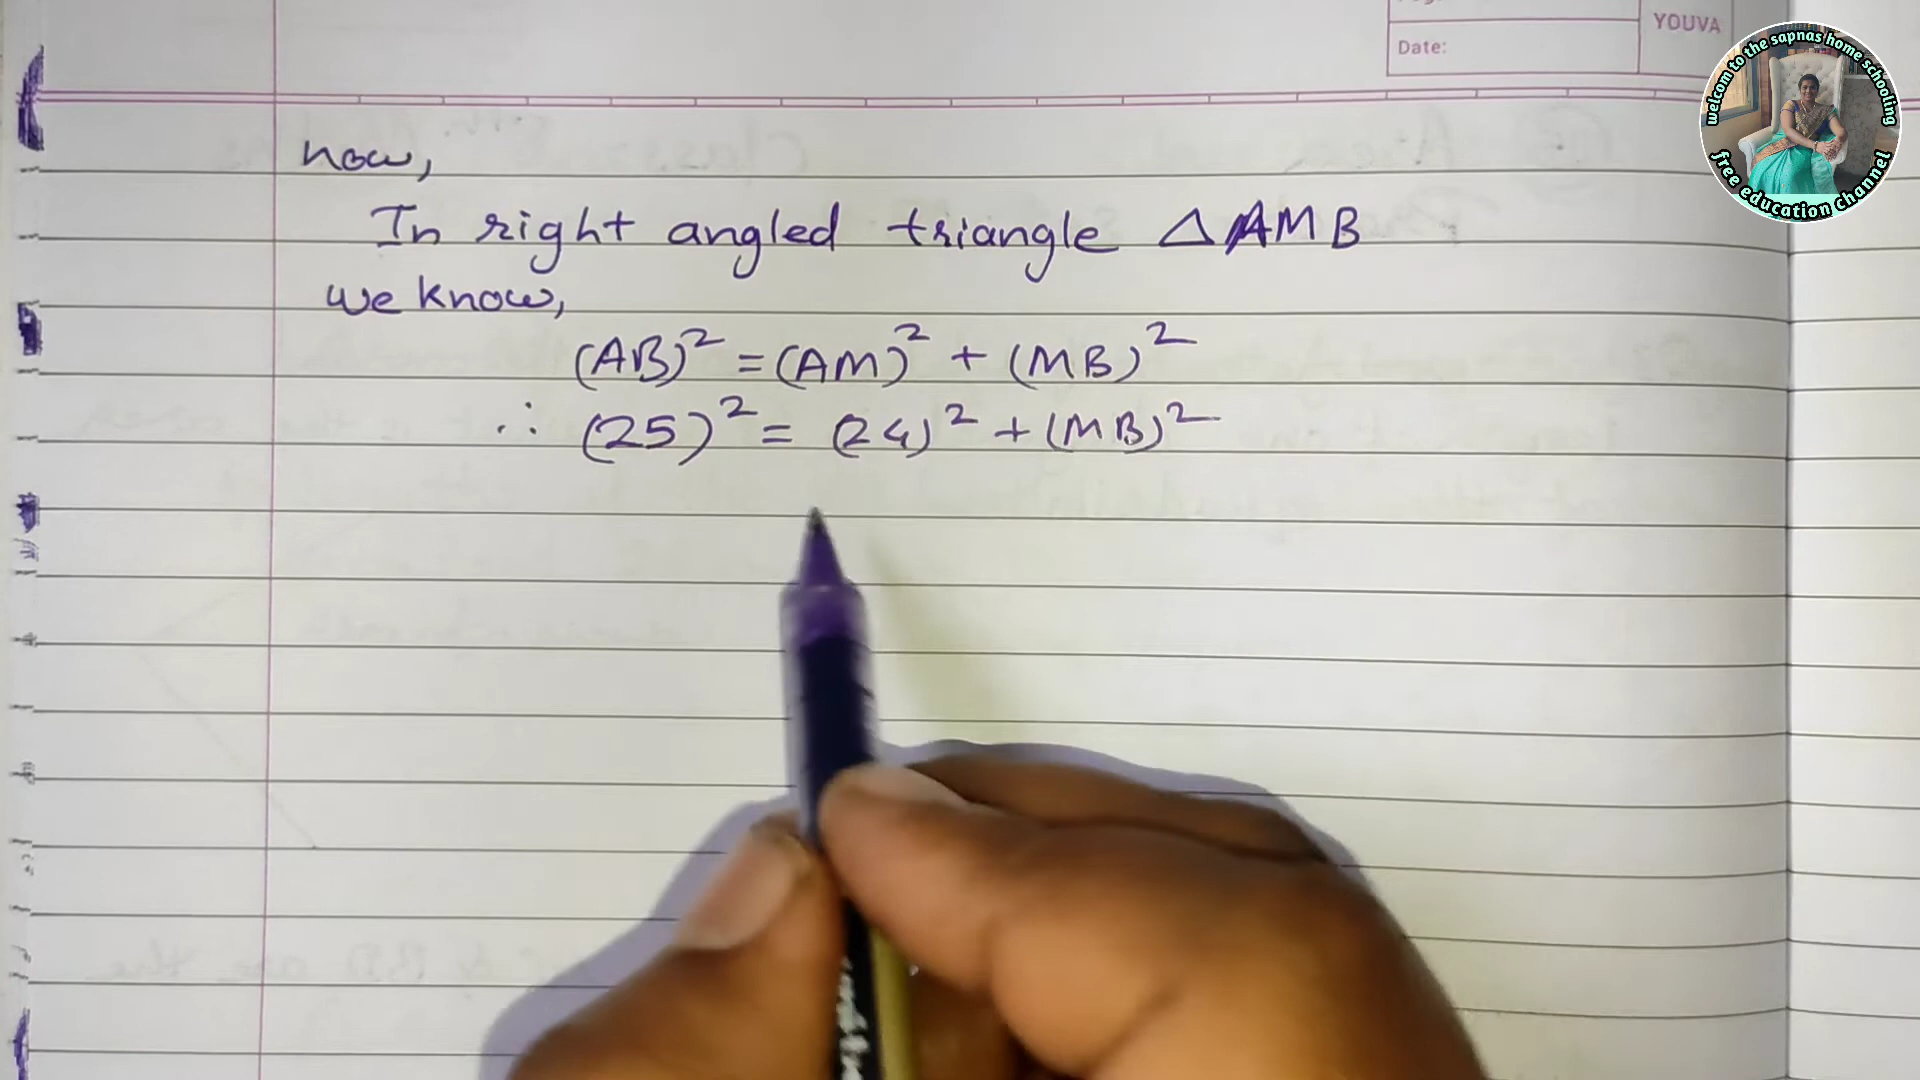 YOUVA
Date:
welcom to the sapnas home schooling
free education channel
now,
In right angled triangle △AMB
we know,
(AB)² = (AM)² + (MB)²
∴ (25)² = (24)² + (MB)²